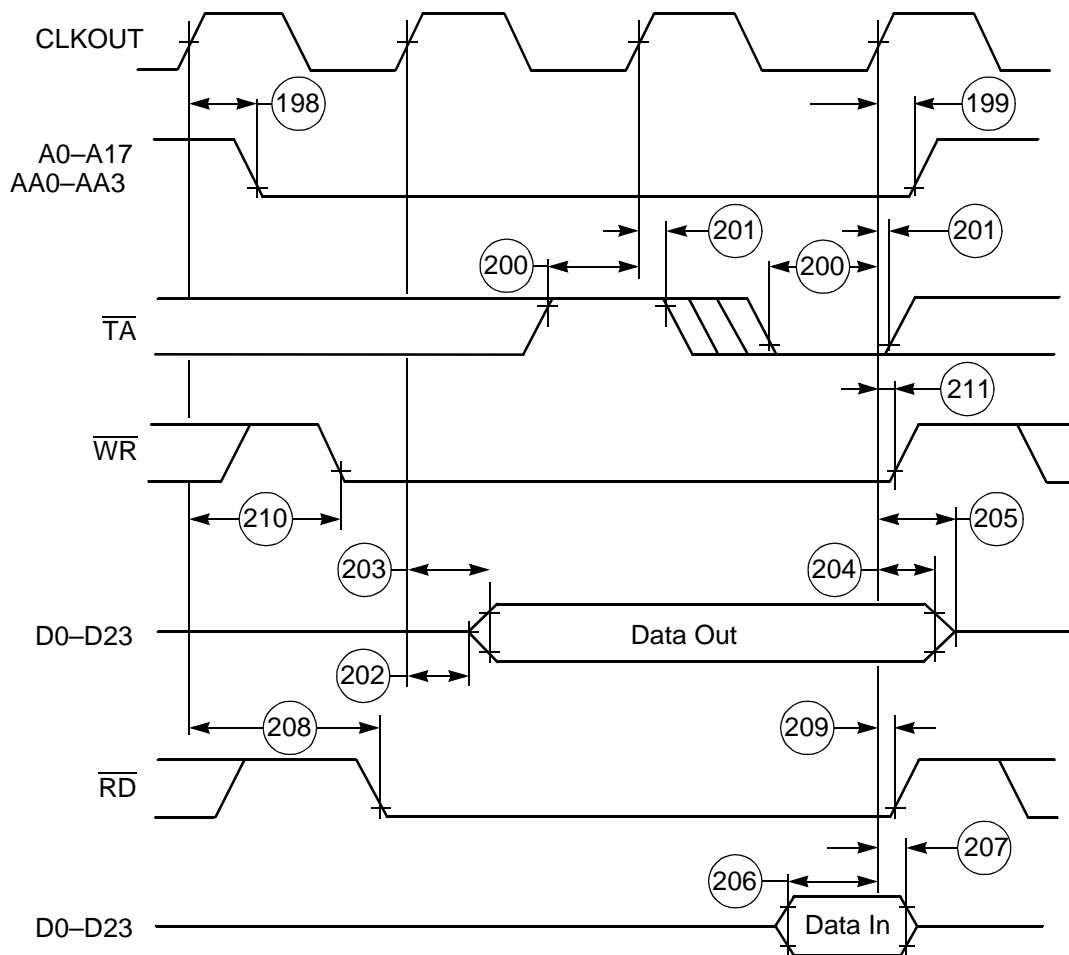 CLKOUT
198
199
A0–A17
AA0–AA3
201
201
200
200
TA
211
WR
210
205
203
204
D0–D23
Data Out
202
208
209
RD
207
206
D0–D23
Data In